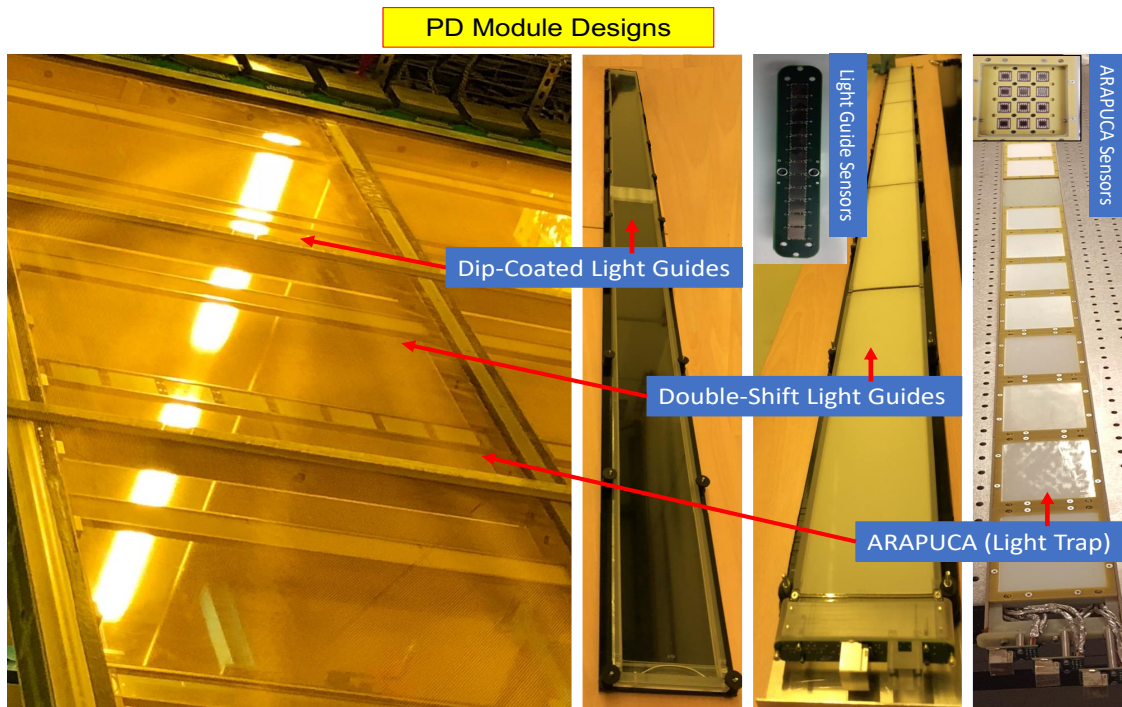 PD Module Designs
Light Guide Sensors
ARAPUCA Sensors
Dip-Coated Light Guides
Double-Shift Light Guides
ARAPUCA (Light Trap)